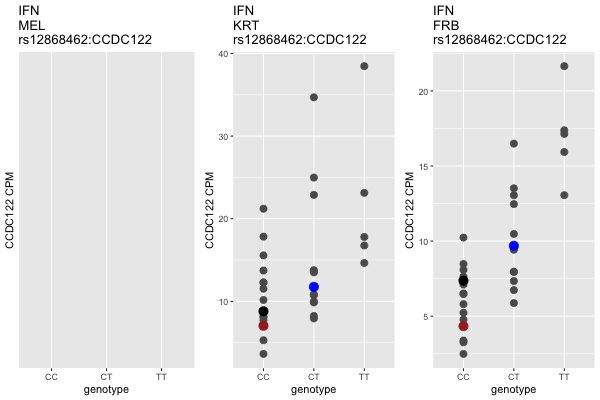 IFN
MEL
rs12868462:CCDC122
CCDC122 CPM
CC CT TT
genotype
IFN
KRT
rs12868462:CCDC122
CCDC122 CPM
40
30
20
10
CC CT TT
genotype
IFN
FRB
rs12868462:CCDC122
CCDC122 CPM
20
15
10
5
CC CT TT
genotype